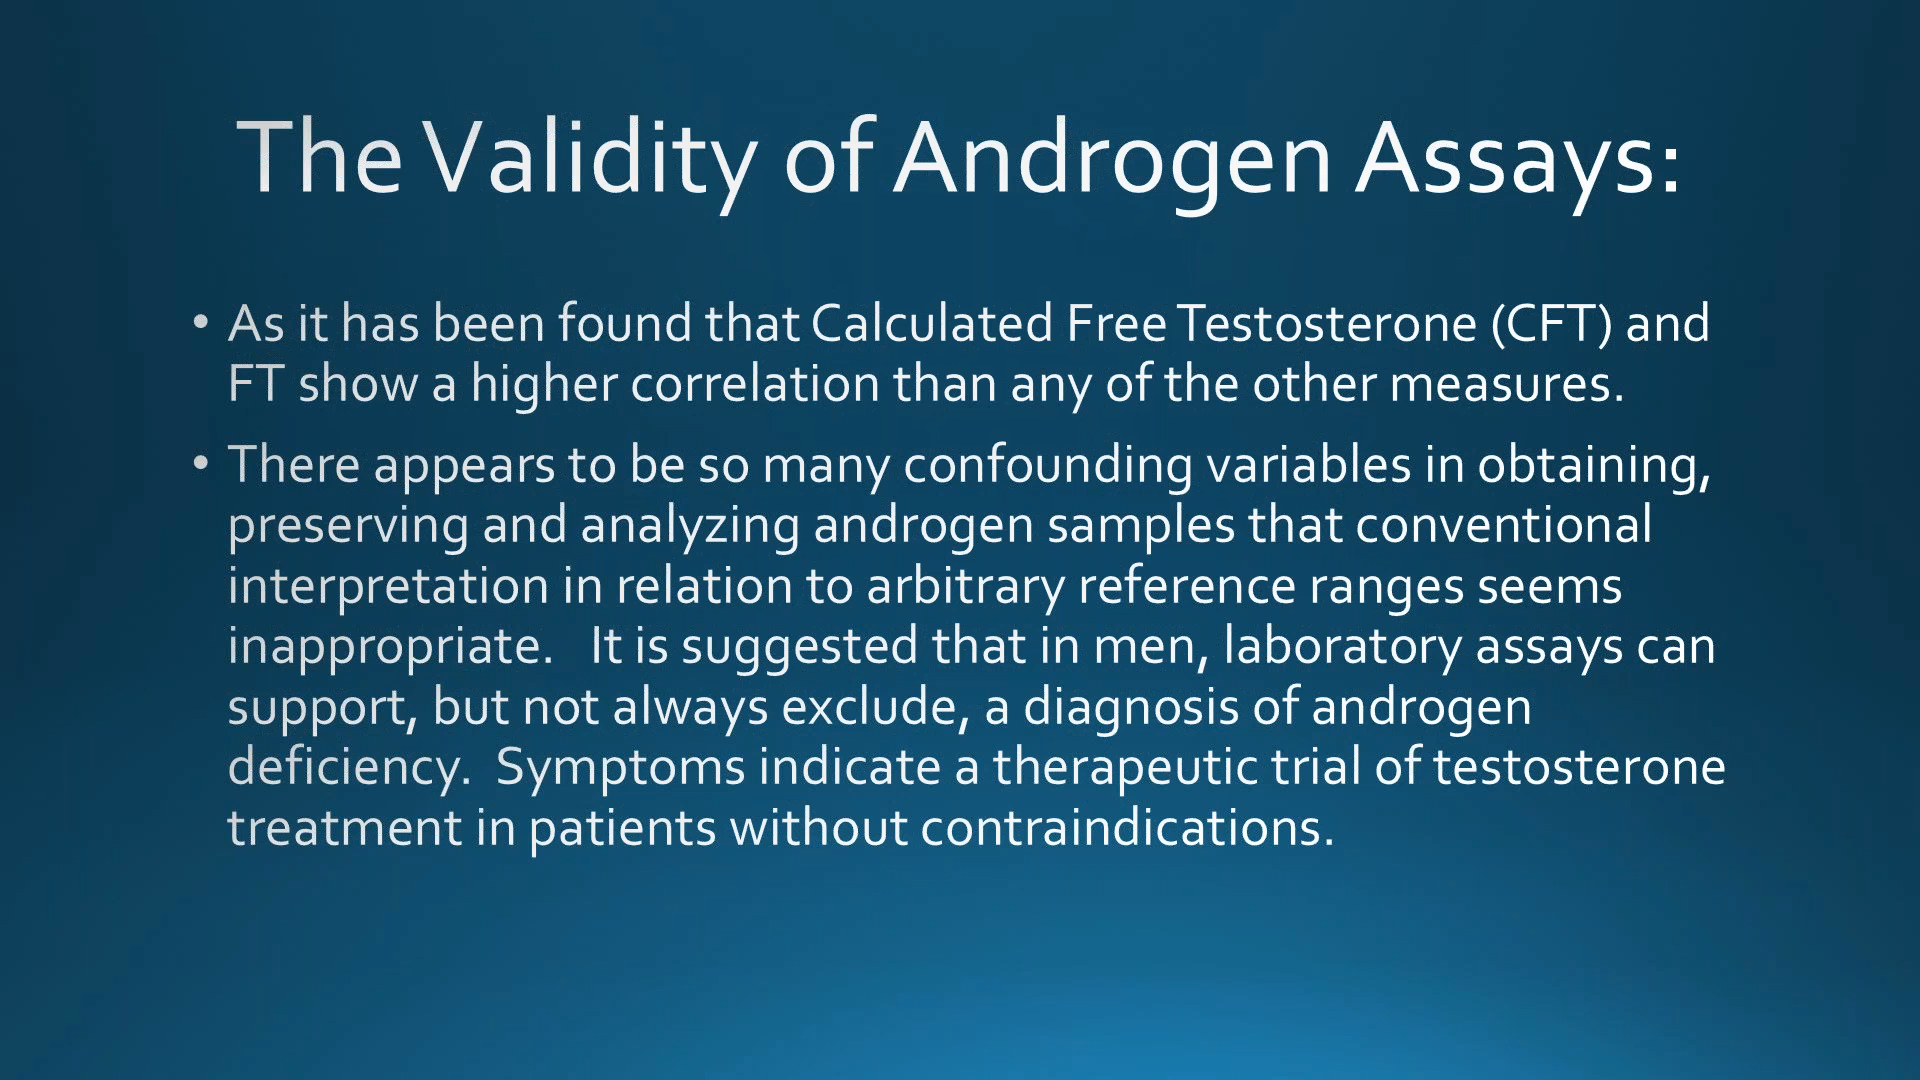 The Validity of Androgen Assays:
• As it has been found that Calculated Free Testosterone (CFT) and
FT show a higher correlation than any of the other measures.
• There appears to be so many confounding variables in obtaining,
preserving and analyzing androgen samples that conventional
interpretation in relation to arbitrary reference ranges seems
inappropriate.   It is suggested that in men, laboratory assays can
support, but not always exclude, a diagnosis of androgen
deficiency.  Symptoms indicate a therapeutic trial of testosterone
treatment in patients without contraindications.